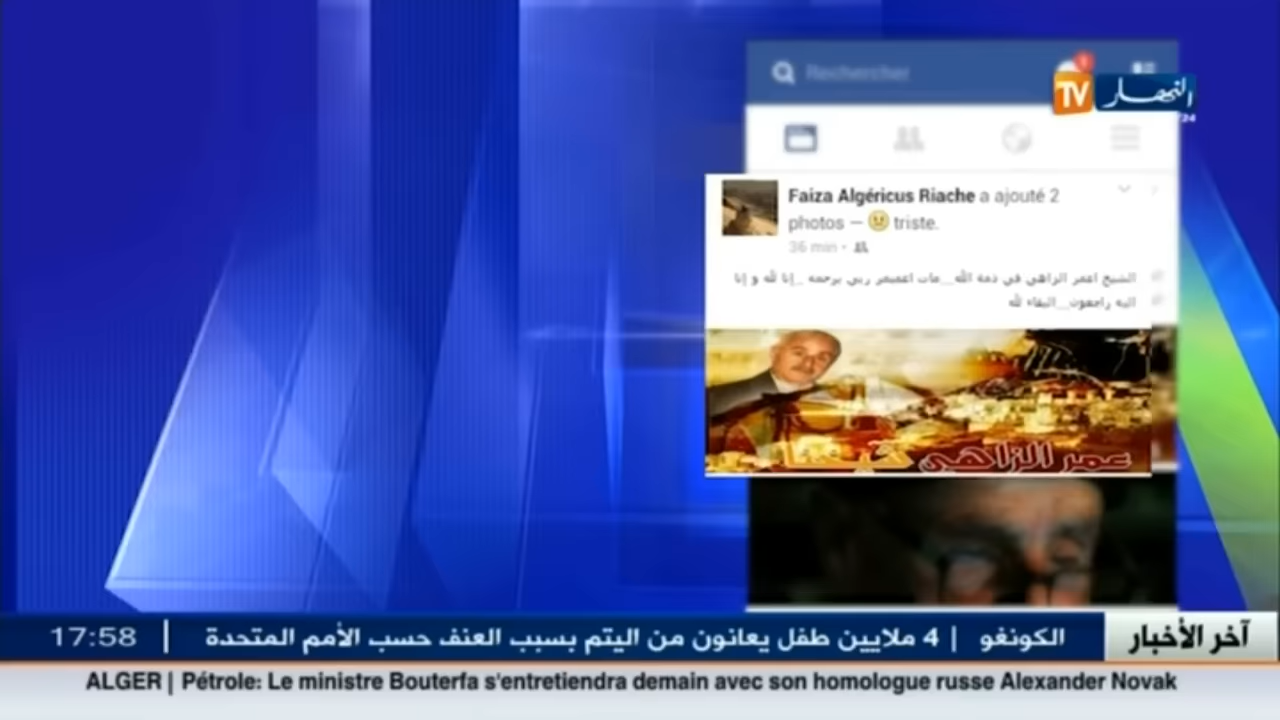 Rechercher
1
TV النهار
24
Faiza Algéricus Riache a ajouté 2
photos — triste.
36 min •
الشيخ اعمر الزاهي في ذمة الله__مات اعميمر ربي يرحمه _إنا لله و إنا
اليه راجعون__البقاء لله
عمر الزاهي
17:58
الكونغو | 4 ملايين طفل يعانون من اليتم بسبب العنف حسب الأمم المتحدة
آخر الأخبار
ALGER | Pétrole: Le ministre Bouterfa s'entretiendra demain avec son homologue russe Alexander Novak